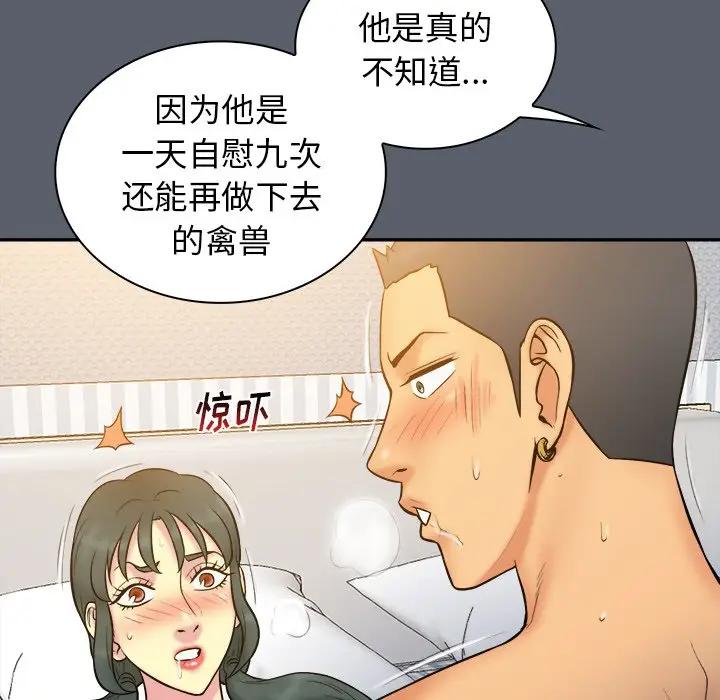 他是真的
不知道...
因为他是
一天自慰九次
还能再做下去
的禽兽
惊吓